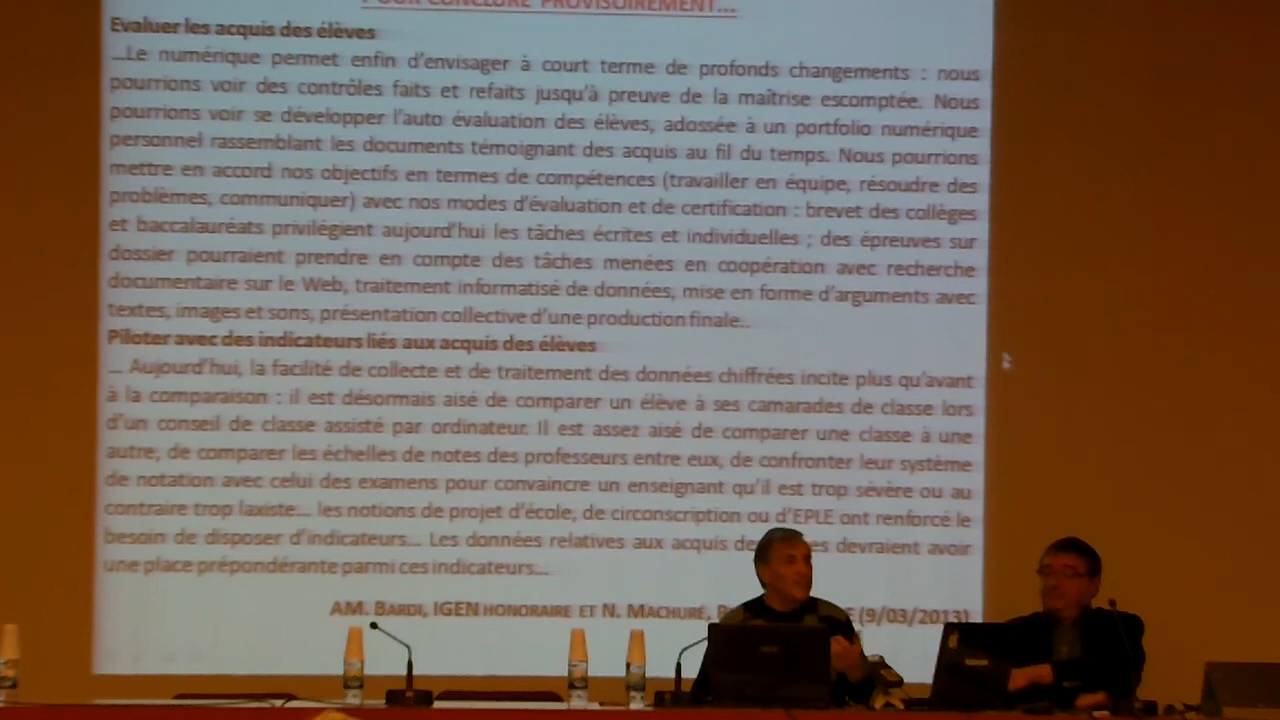 POUR CONCLURE PROVISOIREMENT...
Evaluer les acquis des élèves
...Le numérique permet enfin d'envisager à court terme de profonds changements : nous
pourrions voir des contrôles faits et refaits jusqu'à preuve de la maîtrise escomptée. Nous
pourrions voir se développer l'auto évaluation des élèves, adossée à un portfolio numérique
personnel rassemblant les documents témoignant des acquis au fil du temps. Nous pourrions
mettre en accord nos objectifs en termes de compétences (travailler en équipe, résoudre des
problèmes, communiquer) avec nos modes d'évaluation et de certification : brevet des collèges
et baccalauréats privilégient aujourd'hui les tâches écrites et individuelles ; des épreuves sur
dossier pourraient prendre en compte des tâches menées en coopération avec recherche
documentaire sur le Web, traitement informatisé de données, mise en forme d'arguments avec
textes, images et sons, présentation collective d'une production finale..
Piloter avec des indicateurs liés aux acquis des élèves
... Aujourd'hui, la facilité de collecte et de traitement des données chiffrées incite plus qu'avant
à la comparaison : il est désormais aisé de comparer un élève à ses camarades de classe lors
d'un conseil de classe assisté par ordinateur. Il est assez aisé de comparer une classe à une
autre, de comparer les échelles de notes des professeurs entre eux, de confronter leur système
de notation avec celui des examens pour convaincre un enseignant qu'il est trop sévère ou au
contraire trop laxiste... les notions de projet d'école, de circonscription ou d'EPLE ont renforcé le
besoin de disposer d'indicateurs... Les données relatives aux acquis devraient avoir
une place prépondérante parmi ces indicateurs...
AM. BARDI, IGEN HONORAIRE ET N. MACHURÉ, (9/03/2013)